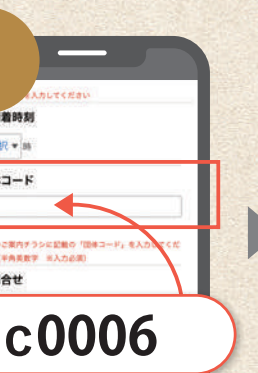 を入力してください
着時刻
択▼ 時
コード
ご案内チラシに記載の「団体コード」を入力してくだ
半角英数字 ※入力必須)
合せ
c0006